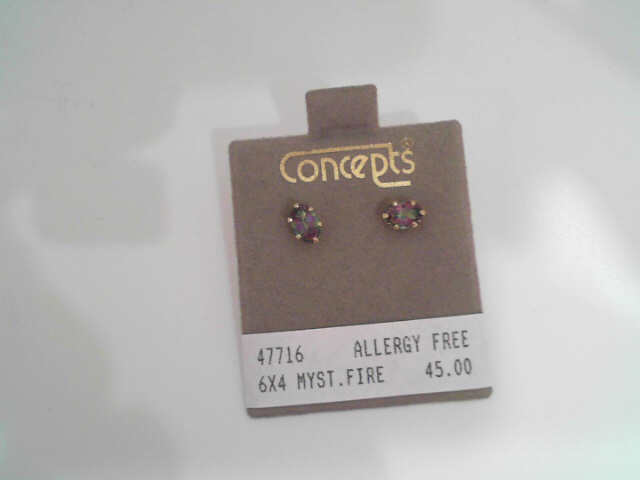 Concepts®
47716 ALLERGY FREE
6X4 MYST.FIRE 45.00